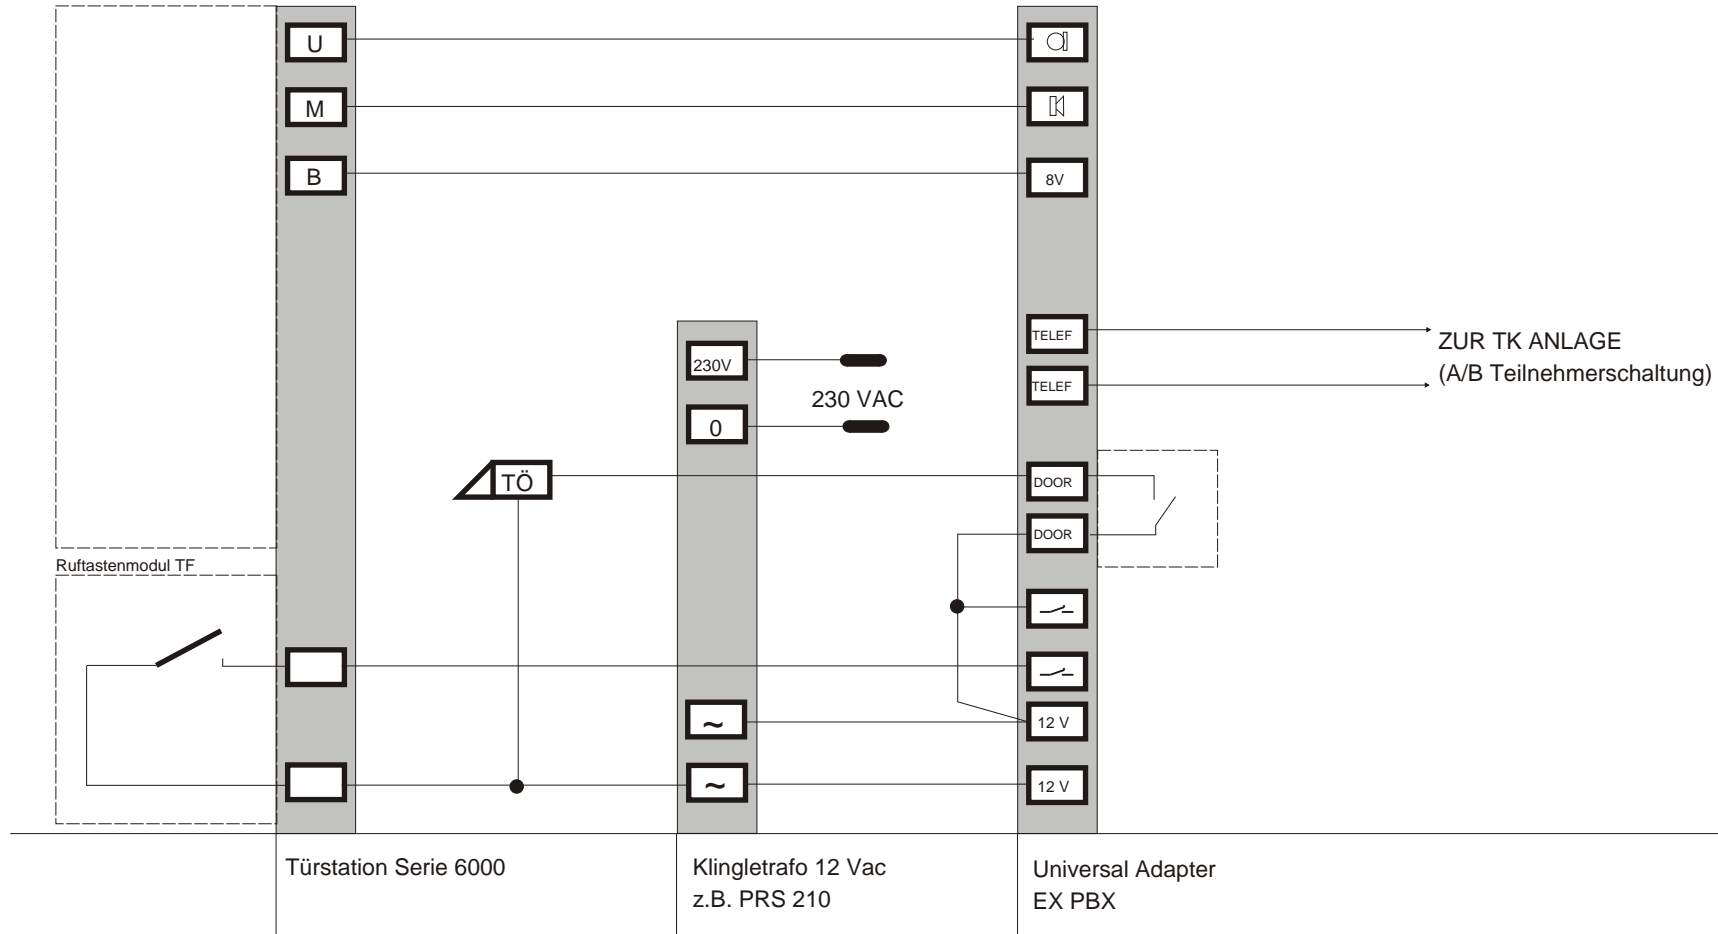 U
M
B
8V
TELEF
TELEF
ZUR TK ANLAGE
(A/B Teilnehmerschaltung)
230V
0
230 VAC
TÖ
DOOR
DOOR
Ruftastenmodul TF
~
12 V
~
12 V
Türstation Serie 6000
Klingletrafo 12 Vac
z.B. PRS 210
Universal Adapter
EX PBX